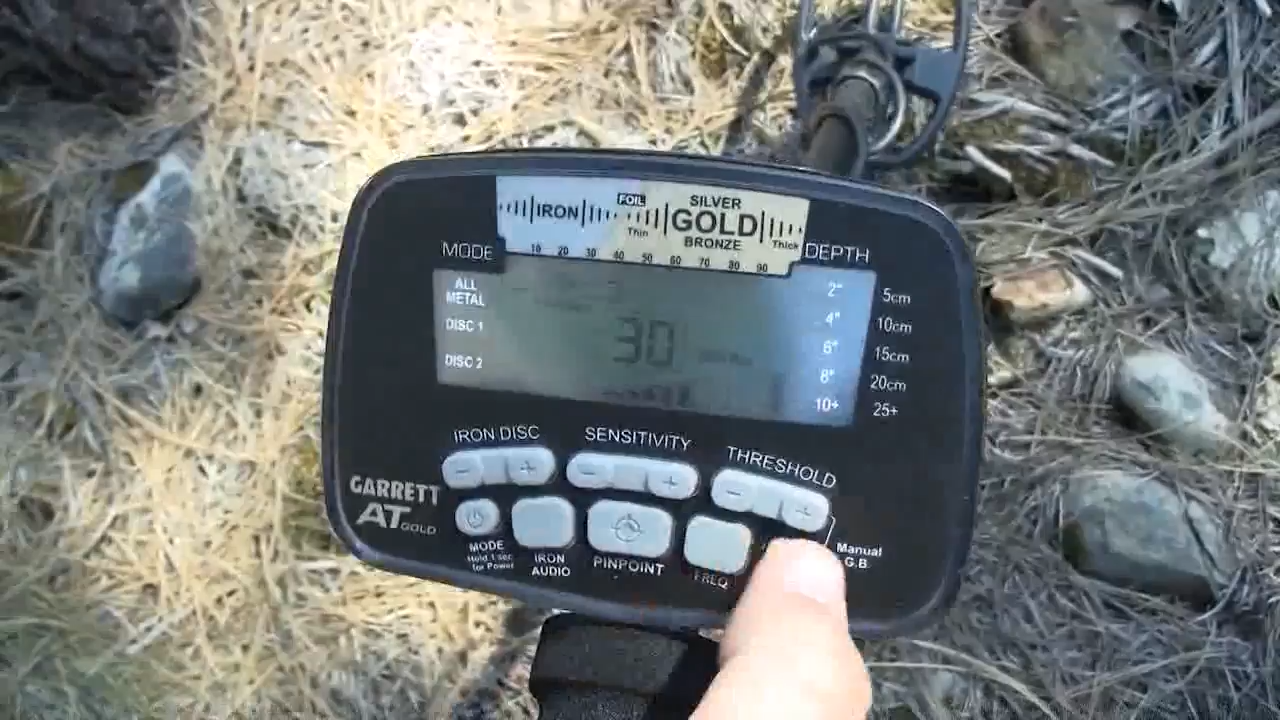 SILVER
FOIL
IRON
GOLD
Thin
BRONZE
Thick
10 20 30 40 50 60 70 80 90
MODE
DEPTH
ALL METAL
DISC 1
DISC 2
30
2" 5cm
4" 10cm
6" 15cm
8" 20cm
10+ 25+
IRON DISC
SENSITIVITY
THRESHOLD
- +
- +
- +
GARRETT
AT GOLD
MODE
Hold 1 sec
for Power
IRON
AUDIO
PINPOINT
FREQ
Manual
G.B.